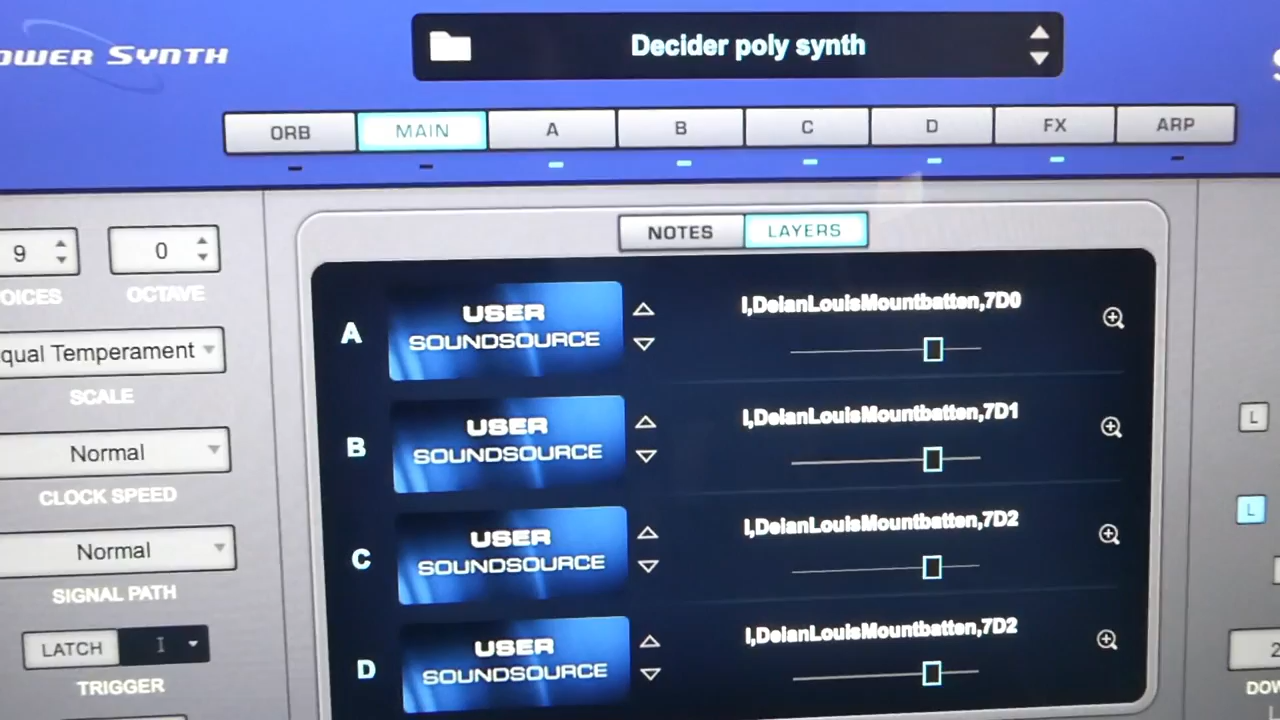 OWER SYNTH
Decider poly synth
ORB MAIN A B C D FX ARP
NOTES LAYERS
9 0
OICES OCTAVE
qual Temperament
SCALE
Normal
CLOCK SPEED
Normal
SIGNAL PATH
LATCH
TRIGGER
A USER SOUNDSOURCE I,DeianLouisMountbatten,7D0
B USER SOUNDSOURCE I,DeianLouisMountbatten,7D1
C USER SOUNDSOURCE I,DeianLouisMountbatten,7D2
D USER SOUNDSOURCE I,DeianLouisMountbatten,7D2
L
L
2
DOW